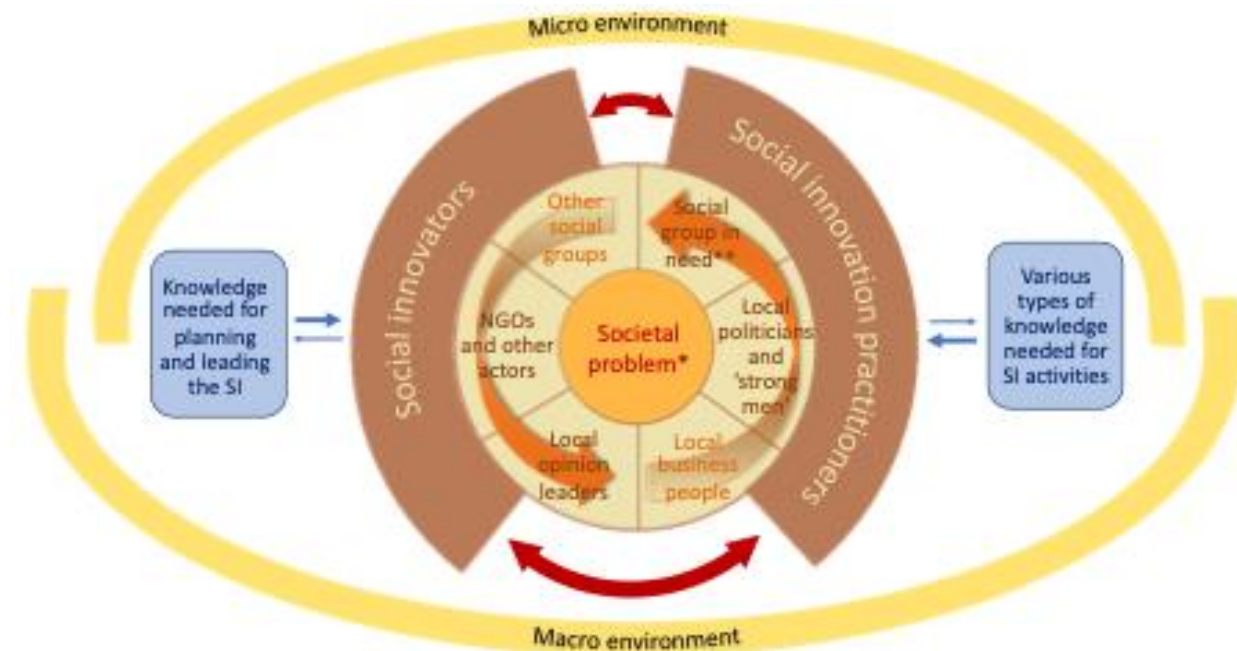 Micro environment
Social innovators
Social innovation practitioners
Other
social
groups
Social
group in
need**
Knowledge
needed for
planning
and leading
the SI
NGOs
and other
actors
Societal
problem*
Local
politicians
and
'strong
men'
Various
types of
knowledge
needed for
SI activities
Local
opinion
leaders
Local
business
people
Macro environment